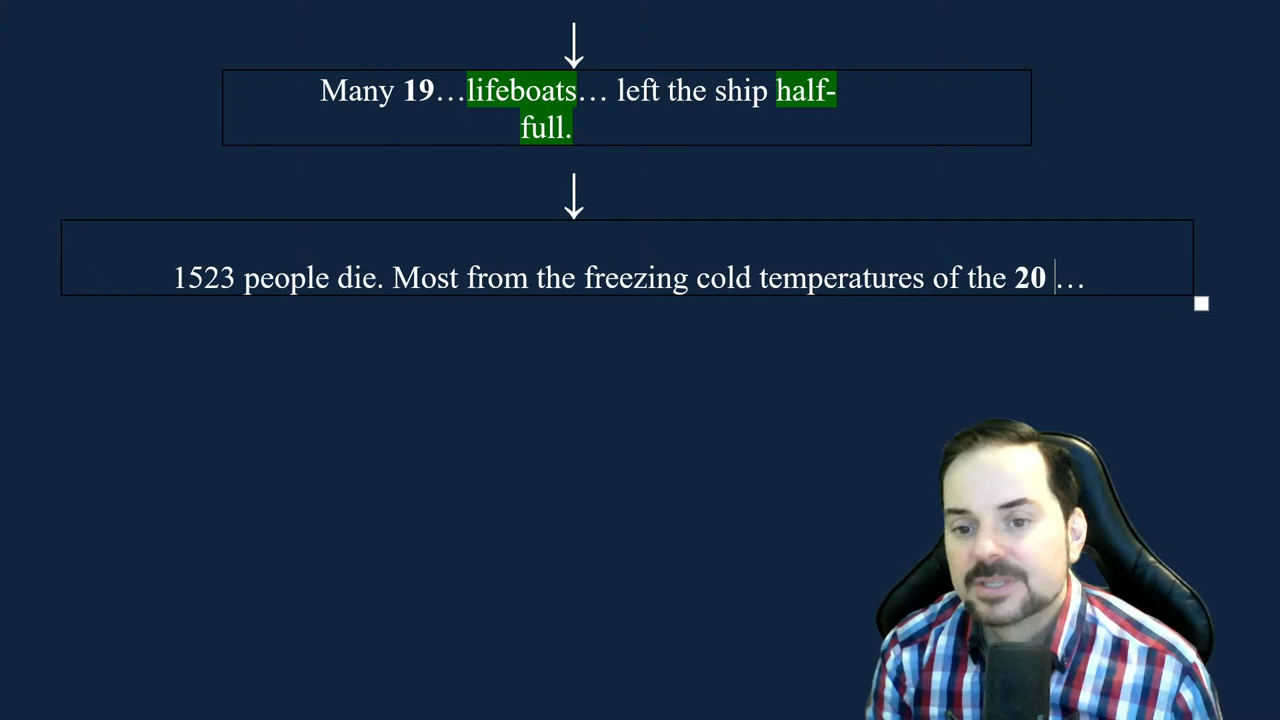 Many 19…lifeboats… left the ship half-
full.
1523 people die. Most from the freezing cold temperatures of the 20 …